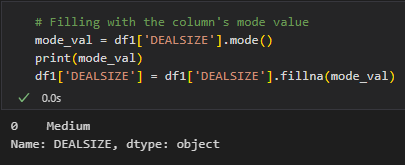 # Filling with the column's mode value
mode_val = df1['DEALSIZE'].mode()
print(mode_val)
df1['DEALSIZE'] = df1['DEALSIZE'].fillna(mode_val)
0.0s
0    Medium
Name: DEALSIZE, dtype: object